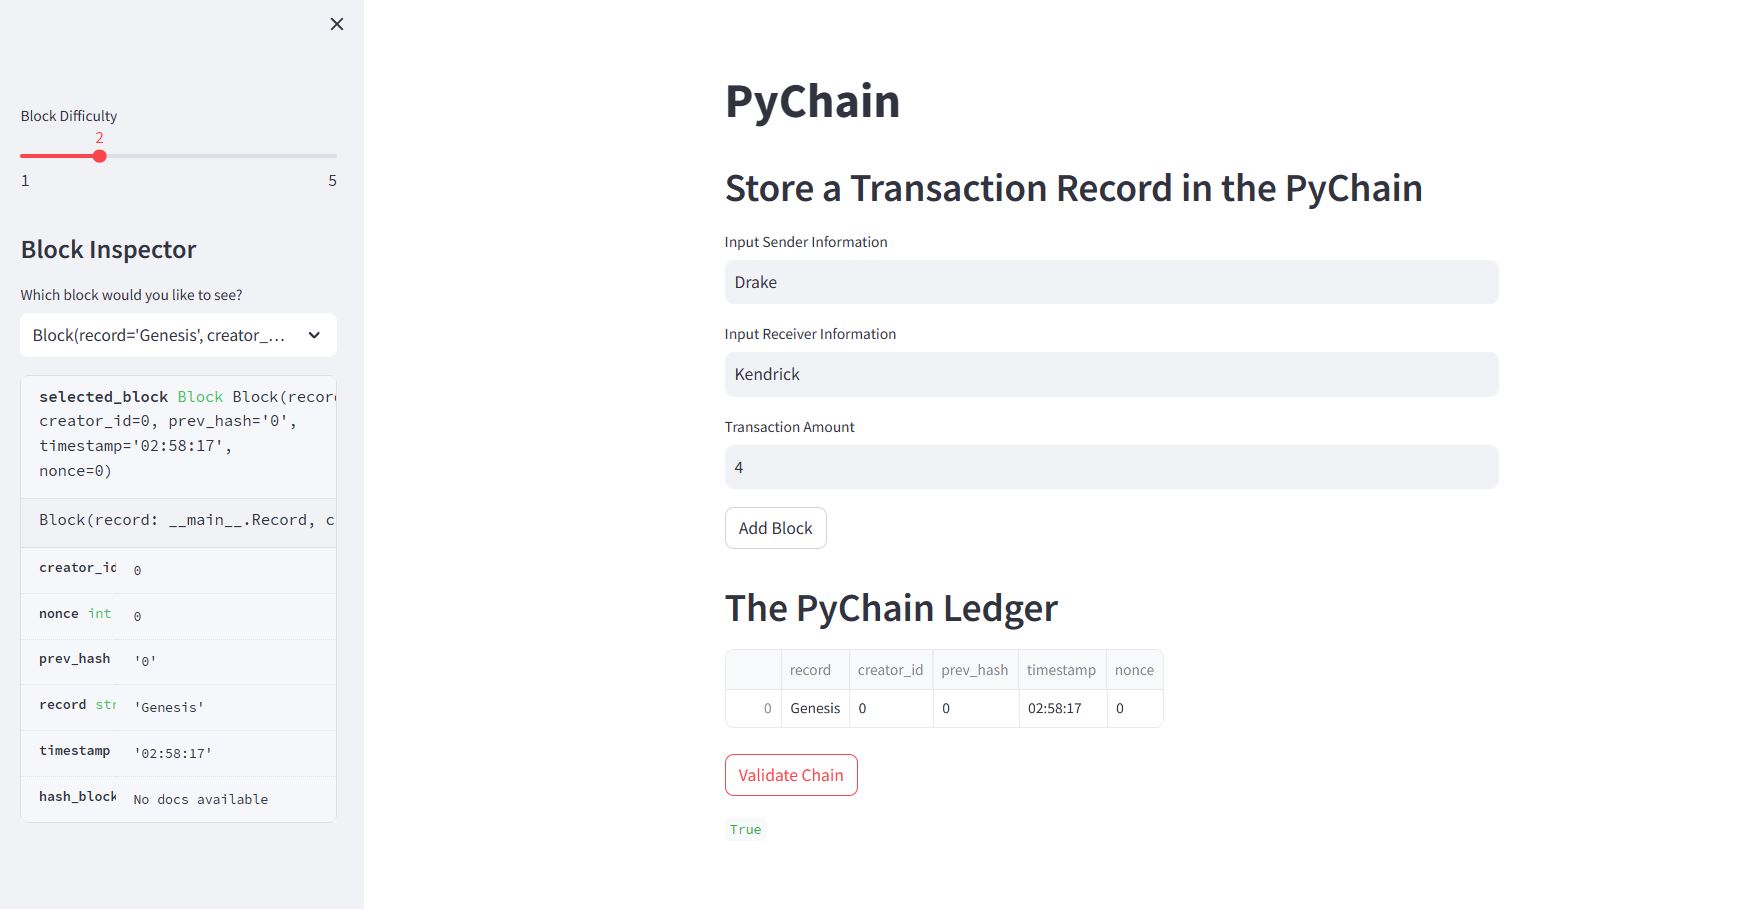 Block Difficulty
2
1 5
Block Inspector
Which block would you like to see?
Block(record='Genesis', creator_...
selected_block Block Block(recor
creator_id=0, prev_hash='0',
timestamp='02:58:17',
nonce=0)
Block(record: __main__.Record, c
creator_id 0
nonce int 0
prev_hash '0'
record str 'Genesis'
timestamp '02:58:17'
hash_block No docs available
PyChain
Store a Transaction Record in the PyChain
Input Sender Information
Drake
Input Receiver Information
Kendrick
Transaction Amount
4
Add Block
The PyChain Ledger
record creator_id prev_hash timestamp nonce
0 Genesis 0 0 02:58:17 0
Validate Chain
True